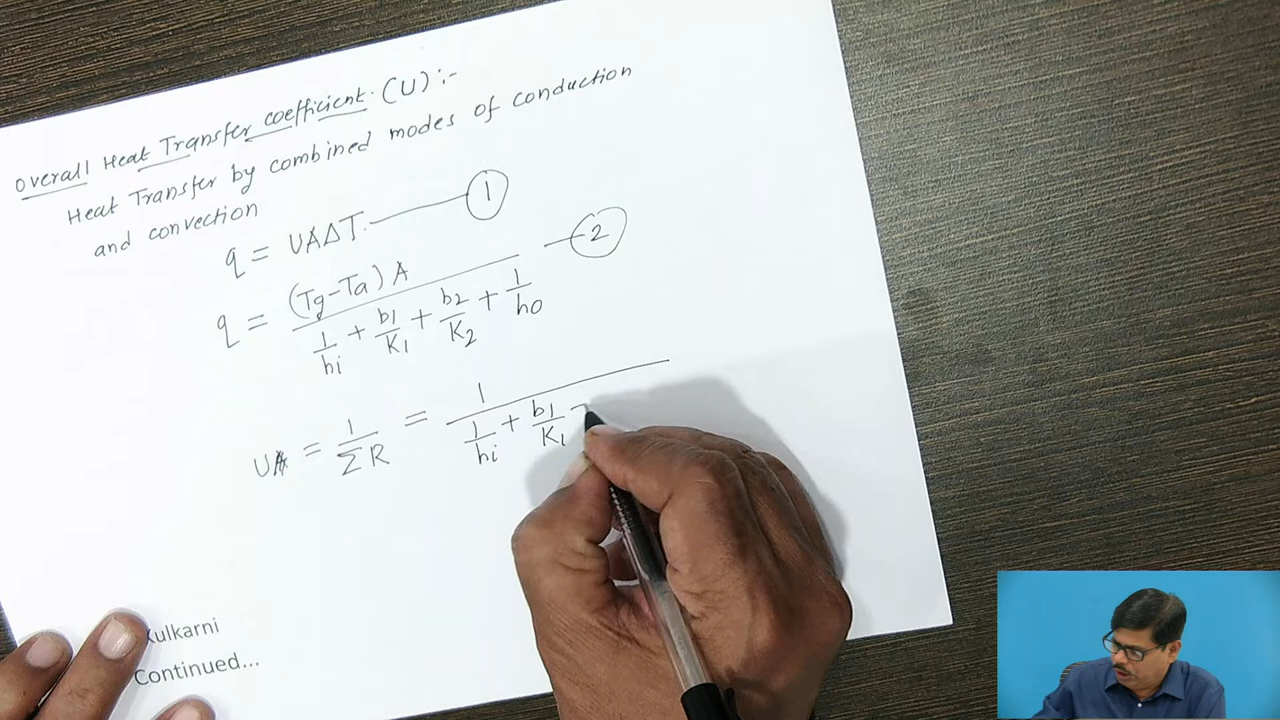 Overall Heat Transfer coefficient. (U) :-
Heat Transfer by combined modes of conduction
and convection
q = UAΔT. — 1
q = (Tg-Ta) A / (1/hi + b1/K1 + b2/K2 + 1/ho) — 2
U = 1/ΣR = 1 / (1/hi + b1/K1
Kulkarni
Continued...